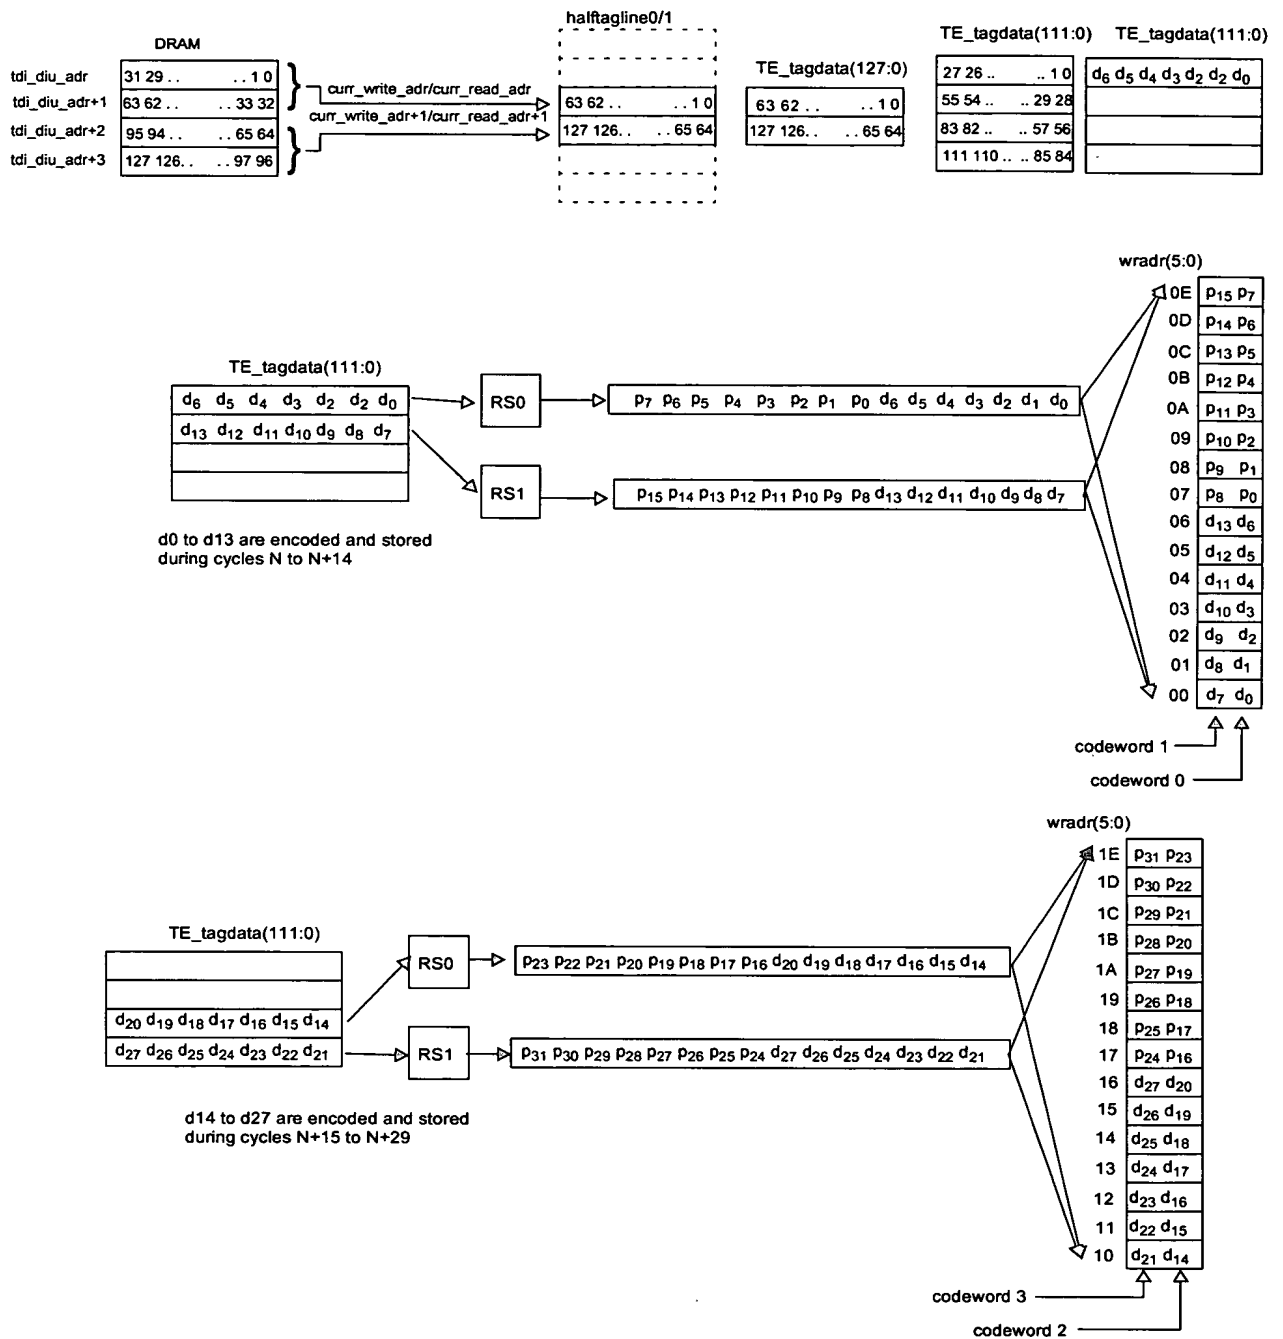 halftagline0/1
DRAM
TE_tagdata(111:0) TE_tagdata(111:0)
TE_tagdata(127:0)
tdi_diu_adr 31 29 . . . . 1 0
tdi_diu_adr+1 63 62 . . . . 33 32
tdi_diu_adr+2 95 94 . . . . 65 64
tdi_diu_adr+3 127 126. . . . 97 96
curr_write_adr/curr_read_adr
curr_write_adr+1/curr_read_adr+1
63 62 . . . . 1 0
127 126. . . . 65 64
63 62 . . . . 1 0
127 126. . . . 65 64
27 26 .. .. 1 0
55 54 .. .. 29 28
83 82 .. .. 57 56
111 110 .. .. 85 84
d6 d5 d4 d3 d2 d2 d0
wradr(5:0)
0E p15 p7
0D p14 p6
0C p13 p5
0B p12 p4
0A p11 p3
09 p10 p2
08 p9 p1
07 p8 p0
06 d13 d6
05 d12 d5
04 d11 d4
03 d10 d3
02 d9 d2
01 d8 d1
00 d7 d0
codeword 1
codeword 0
TE_tagdata(111:0)
d6 d5 d4 d3 d2 d2 d0
d13 d12 d11 d10 d9 d8 d7
RS0
RS1
p7 p6 p5 p4 p3 p2 p1 p0 d6 d5 d4 d3 d2 d1 d0
p15 p14 p13 p12 p11 p10 p9 p8 d13 d12 d11 d10 d9 d8 d7
d0 to d13 are encoded and stored
during cycles N to N+14
wradr(5:0)
1E p31 p23
1D p30 p22
1C p29 p21
1B p28 p20
1A p27 p19
19 p26 p18
18 p25 p17
17 p24 p16
16 d27 d20
15 d26 d19
14 d25 d18
13 d24 d17
12 d23 d16
11 d22 d15
10 d21 d14
codeword 3
codeword 2
TE_tagdata(111:0)
d20 d19 d18 d17 d16 d15 d14
d27 d26 d25 d24 d23 d22 d21
RS0
RS1
p23 p22 p21 p20 p19 p18 p17 p16 d20 d19 d18 d17 d16 d15 d14
p31 p30 p29 p28 p27 p26 p25 p24 d27 d26 d25 d24 d23 d22 d21
d14 to d27 are encoded and stored
during cycles N+15 to N+29